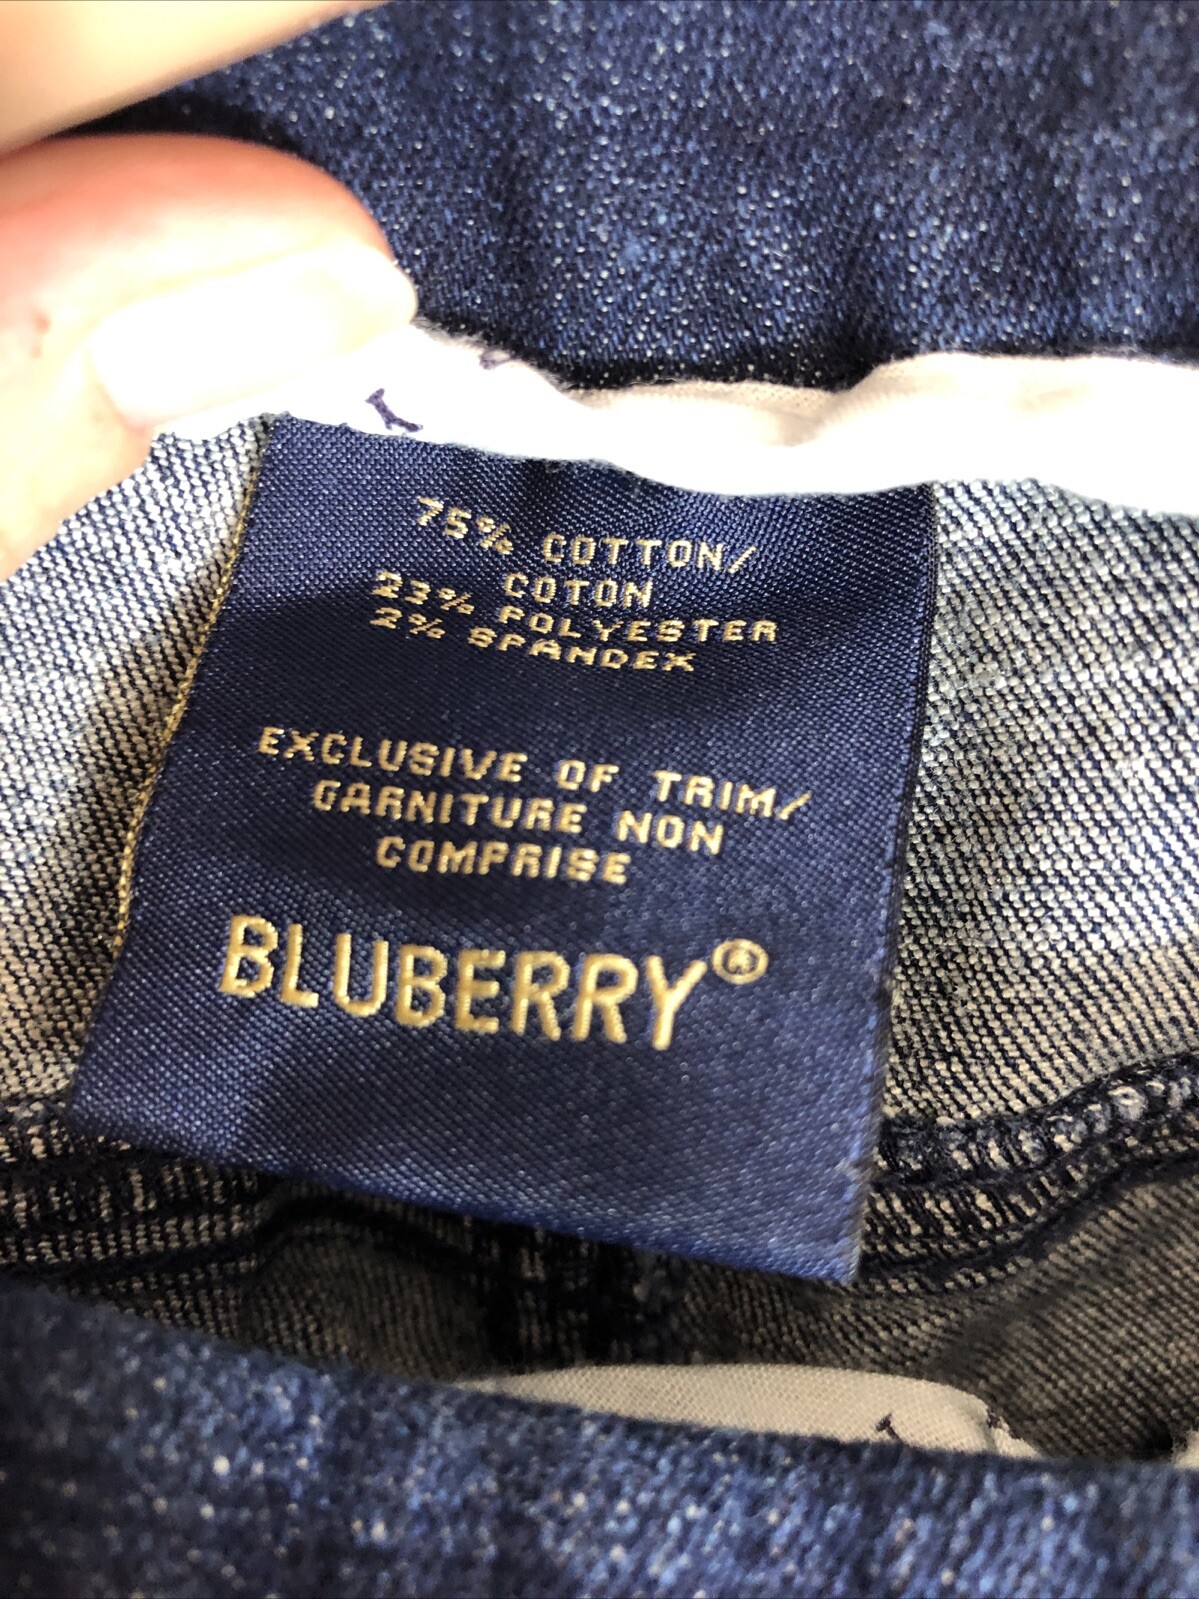 75% COTTON/
COTON
23% POLYESTER
2% SPANDEX
EXCLUSIVE OF TRIM/
GARNITURE NON
COMPRISE
BLUBERRY®